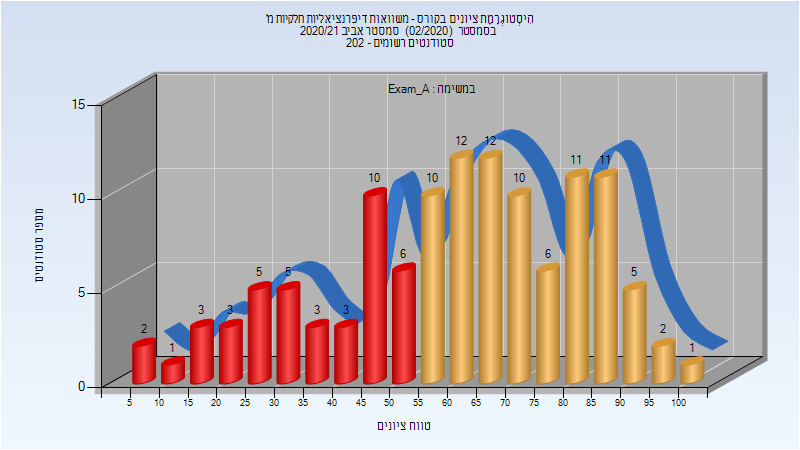 היסטוגרמת ציונים בקורס - משוואות דיפרנציאליות חלקיות מ'
בסמסטר (02/2020) סמסטר אביב 2020/21
סטודנטים רשומים - 202
במשימה : Exam_A
מספר סטודנטים
15
10
5
0
2 1 3 3 5 5 3 3 10 6 10 12 12 10 6 11 11 5 2 1
5 10 15 20 25 30 35 40 45 50 55 60 65 70 75 80 85 90 95 100
טווח ציונים